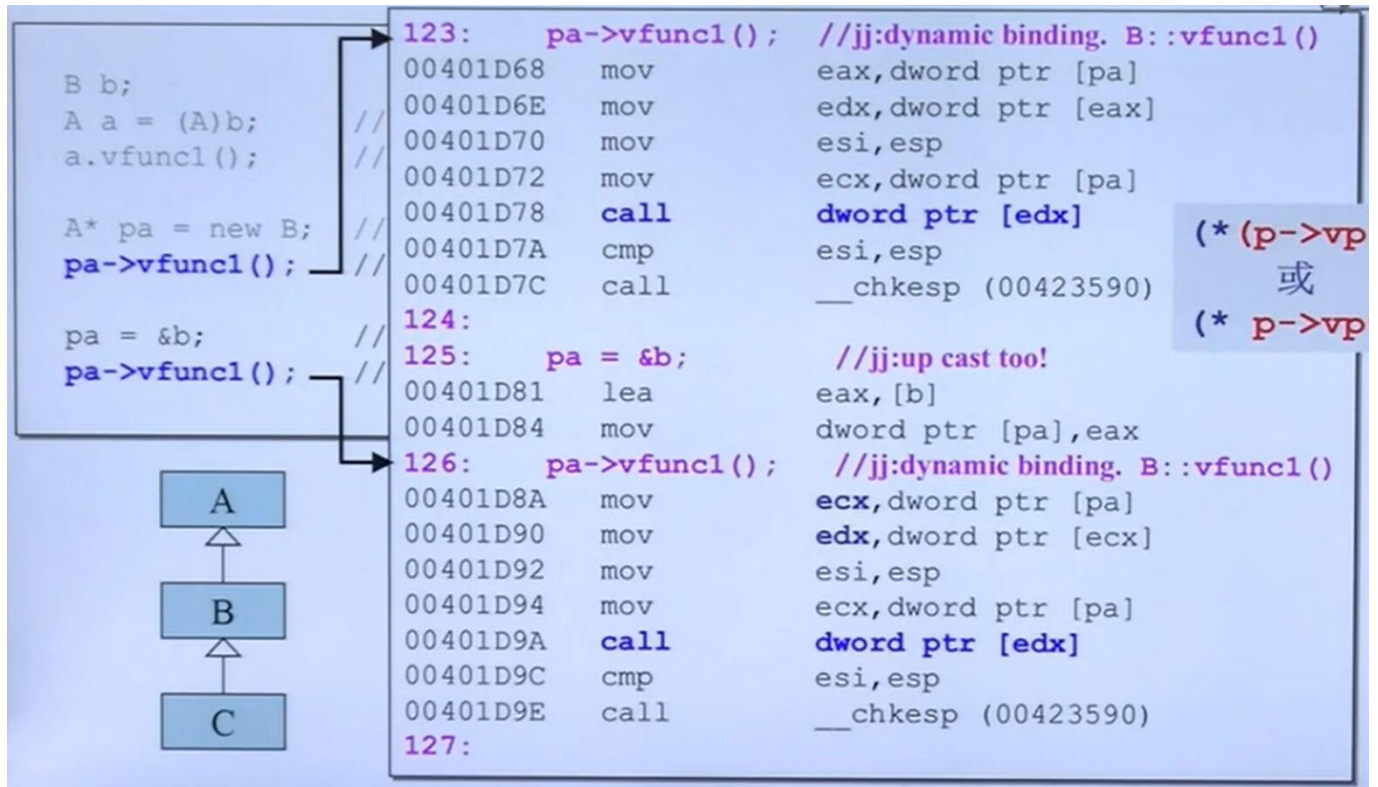 B b;
A a = (A)b; //
a.vfunc1(); //
A* pa = new B; //
pa->vfunc1(); //
pa = &b; //
pa->vfunc1(); //
A
B
C
123: pa->vfunc1(); //jj:dynamic binding. B::vfunc1()
00401D68 mov eax,dword ptr [pa]
00401D6E mov edx,dword ptr [eax]
00401D70 mov esi,esp
00401D72 mov ecx,dword ptr [pa]
00401D78 call dword ptr [edx]
00401D7A cmp esi,esp
00401D7C call __chkesp (00423590)
124:
125: pa = &b; //jj:up cast too!
00401D81 lea eax,[b]
00401D84 mov dword ptr [pa],eax
126: pa->vfunc1(); //jj:dynamic binding. B::vfunc1()
00401D8A mov ecx,dword ptr [pa]
00401D90 mov edx,dword ptr [ecx]
00401D92 mov esi,esp
00401D94 mov ecx,dword ptr [pa]
00401D9A call dword ptr [edx]
00401D9C cmp esi,esp
00401D9E call __chkesp (00423590)
127:
(*(p->vp
或
(* p->vp